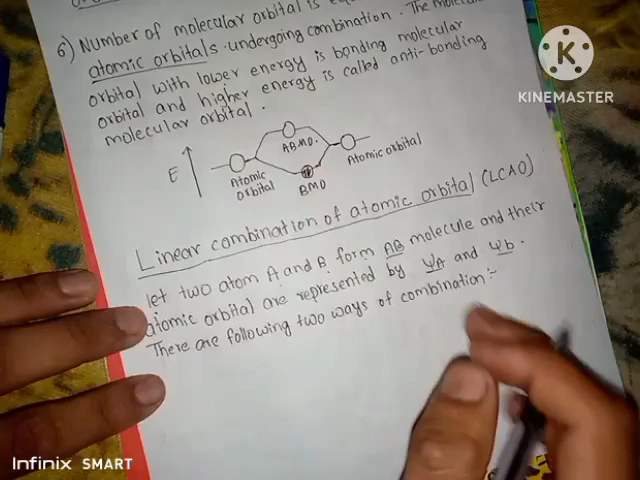 6) Number of molecular orbital is
atomic orbitals undergoing combination. The
orbital with lower energy is bonding molecular
orbital and higher energy is called anti-bonding
molecular orbital.
KINEMASTER
E
ABMO.
Atomic orbital
Atomic orbital
BMO
Linear combination of atomic orbital (LCAO)
let two atom A and B form AB molecule and their
atomic orbital are represented by ΨA and Ψb.
There are following two ways of combination:-
Infinix SMART